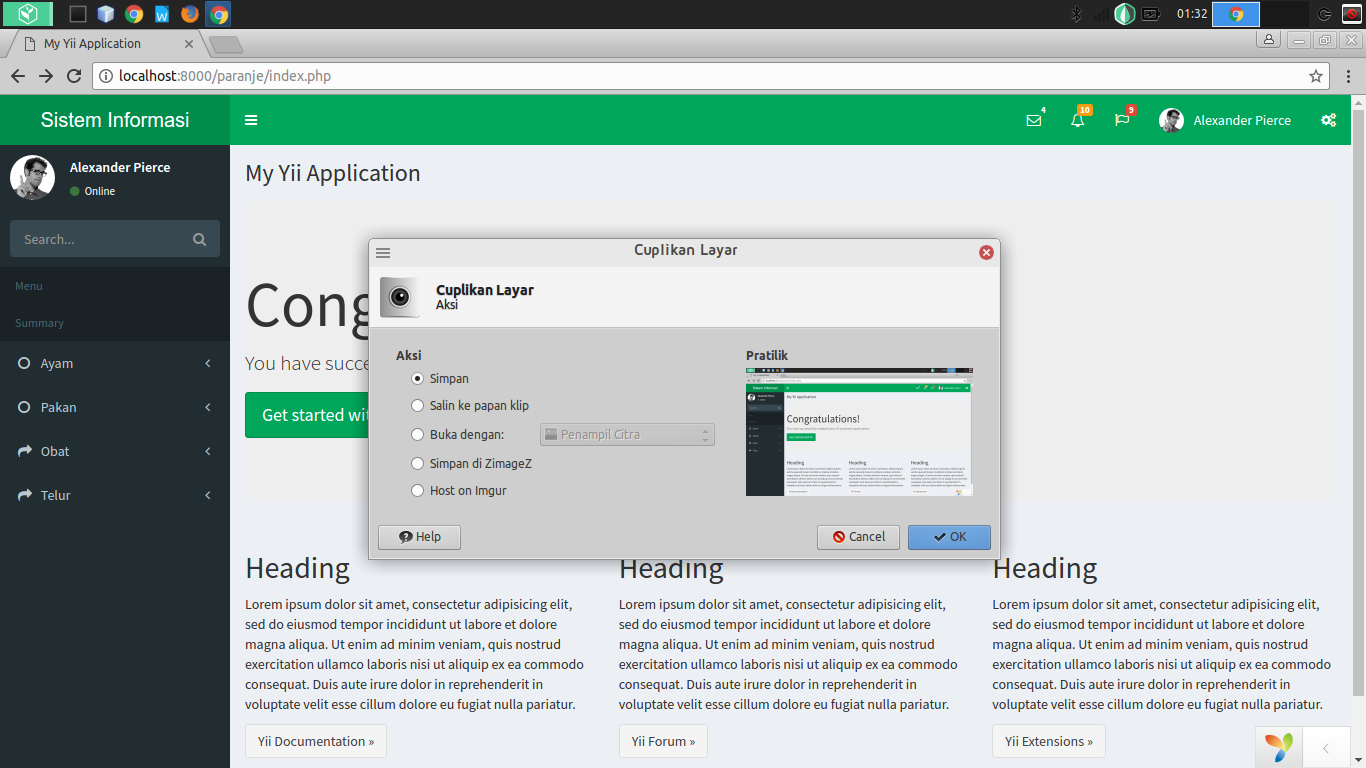 01:32
My Yii Application
localhost:8000/paranje/index.php
Sistem Informasi
4
10
9
Alexander Pierce
Alexander Pierce
Online
Search...
Menu
Summary
Ayam
Pakan
Obat
Telur
My Yii Application
Cong
You have succe
Get started wit
Cuplikan Layar
Cuplikan Layar
Aksi
Aksi
Simpan
Salin ke papan klip
Buka dengan:
Penampil Citra
Simpan di ZimageZ
Host on Imgur
Pratilik
Sistem Informasi
My Yii Application
Congratulations!
Heading
Heading
Heading
Help
Cancel
OK
Heading
Lorem ipsum dolor sit amet, consectetur adipisicing elit,
sed do eiusmod tempor incididunt ut labore et dolore
magna aliqua. Ut enim ad minim veniam, quis nostrud
exercitation ullamco laboris nisi ut aliquip ex ea commodo
consequat. Duis aute irure dolor in reprehenderit in
voluptate velit esse cillum dolore eu fugiat nulla pariatur.
Yii Documentation »
Heading
Lorem ipsum dolor sit amet, consectetur adipisicing elit,
sed do eiusmod tempor incididunt ut labore et dolore
magna aliqua. Ut enim ad minim veniam, quis nostrud
exercitation ullamco laboris nisi ut aliquip ex ea commodo
consequat. Duis aute irure dolor in reprehenderit in
voluptate velit esse cillum dolore eu fugiat nulla pariatur.
Yii Forum »
Heading
Lorem ipsum dolor sit amet, consectetur adipisicing elit,
sed do eiusmod tempor incididunt ut labore et dolore
magna aliqua. Ut enim ad minim veniam, quis nostrud
exercitation ullamco laboris nisi ut aliquip ex ea commodo
consequat. Duis aute irure dolor in reprehenderit in
voluptate velit esse cillum dolore eu fugiat nulla pariatur.
Yii Extensions »